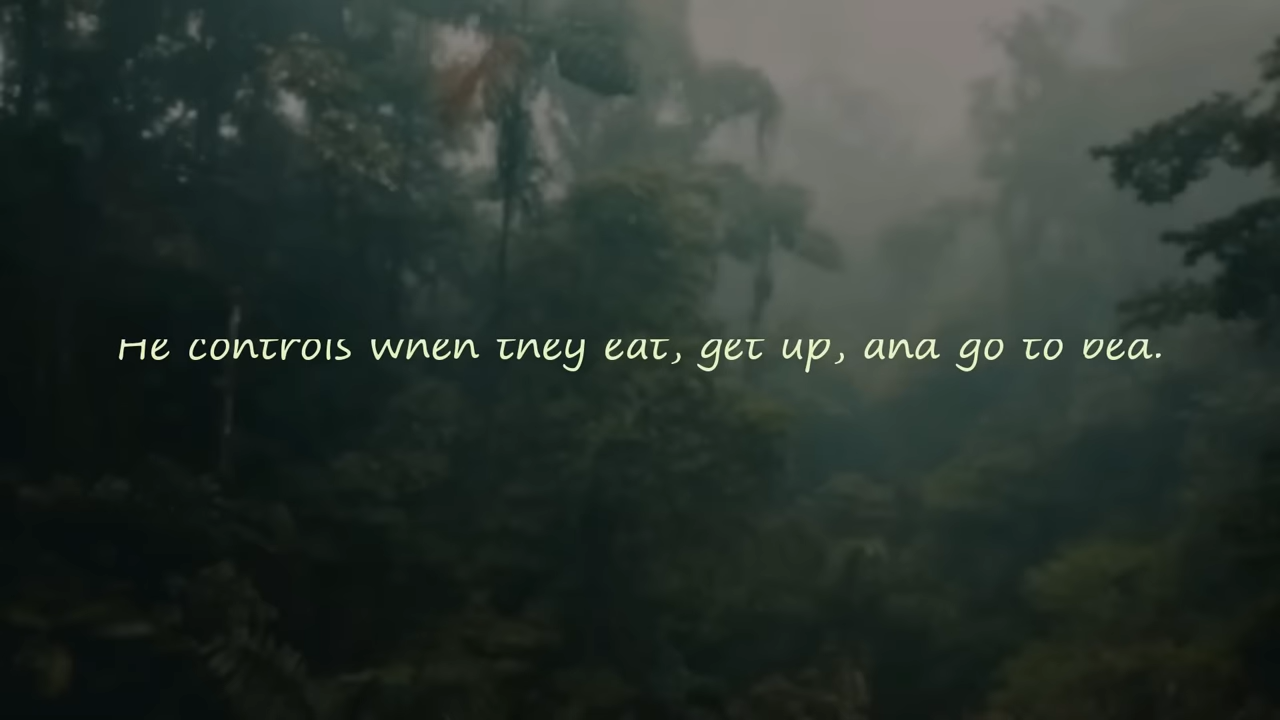 He controls when they eat, get up, and go to bed.